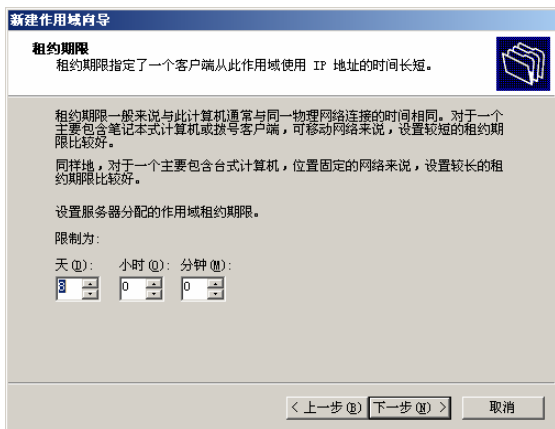 新建作用域向导
租约期限
租约期限指定了一个客户端从此作用域使用 IP 地址的时间长短。
租约期限一般来说与此计算机通常与同一物理网络连接的时间相同。对于一个
主要包含笔记本式计算机或拨号客户端，可移动网络来说，设置较短的租约期
限比较好。
同样地，对于一个主要包含台式计算机，位置固定的网络来说，设置较长的租
约期限比较好。
设置服务器分配的作用域租约期限。
限制为:
天(D): 小时(O): 分钟(M):
8 0 0
< 上一步(B) 下一步(N) > 取消